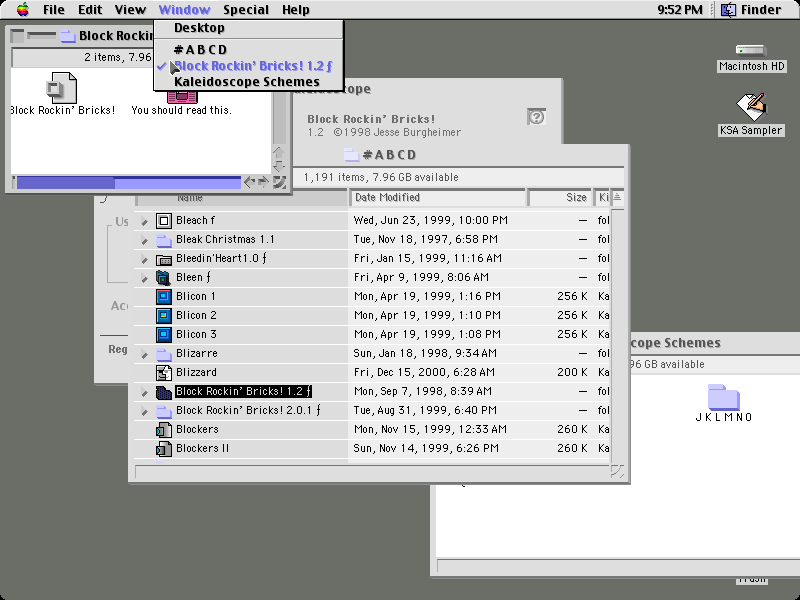 File Edit View Window Special Help 9:52 PM Finder
Desktop
# A B C D
Block Rockin' Bricks! 1.2 ƒ
Kaleidoscope Schemes
Block Rockin'
2 items, 7.96
Block Rockin' Bricks!
You should read this.
Macintosh HD
KSA Sampler
Block Rockin' Bricks!
1.2 ©1998 Jesse Burgheimer
# A B C D
1,191 items, 7.96 GB available
Name Date Modified Size Ki
Bleach f Wed, Jun 23, 1999, 10:00 PM — fol
Bleak Christmas 1.1 Tue, Nov 18, 1997, 6:58 PM — fol
Bleedin'Heart1.0 ƒ Fri, Jan 15, 1999, 11:16 AM — fol
Bleen ƒ Fri, Apr 9, 1999, 8:06 AM — fol
Blicon 1 Mon, Apr 19, 1999, 1:16 PM 256 K Ka
Blicon 2 Mon, Apr 19, 1999, 1:10 PM 256 K Ka
Blicon 3 Mon, Apr 19, 1999, 1:08 PM 256 K Ka
Blizarre Sun, Jan 18, 1998, 9:34 AM — fol
Blizzard Fri, Dec 15, 2000, 6:28 AM 200 K Ka
Block Rockin' Bricks! 1.2 ƒ Mon, Sep 7, 1998, 8:39 AM — fol
Block Rockin' Bricks! 2.0.1 ƒ Tue, Aug 31, 1999, 6:40 PM — fol
Blockers Mon, Nov 15, 1999, 12:33 AM 260 K Ka
Blockers II Sun, Nov 14, 1999, 6:26 PM 260 K Ka
Us
Acc
Reg
scope Schemes
96 GB available
J K L M N O
Trash